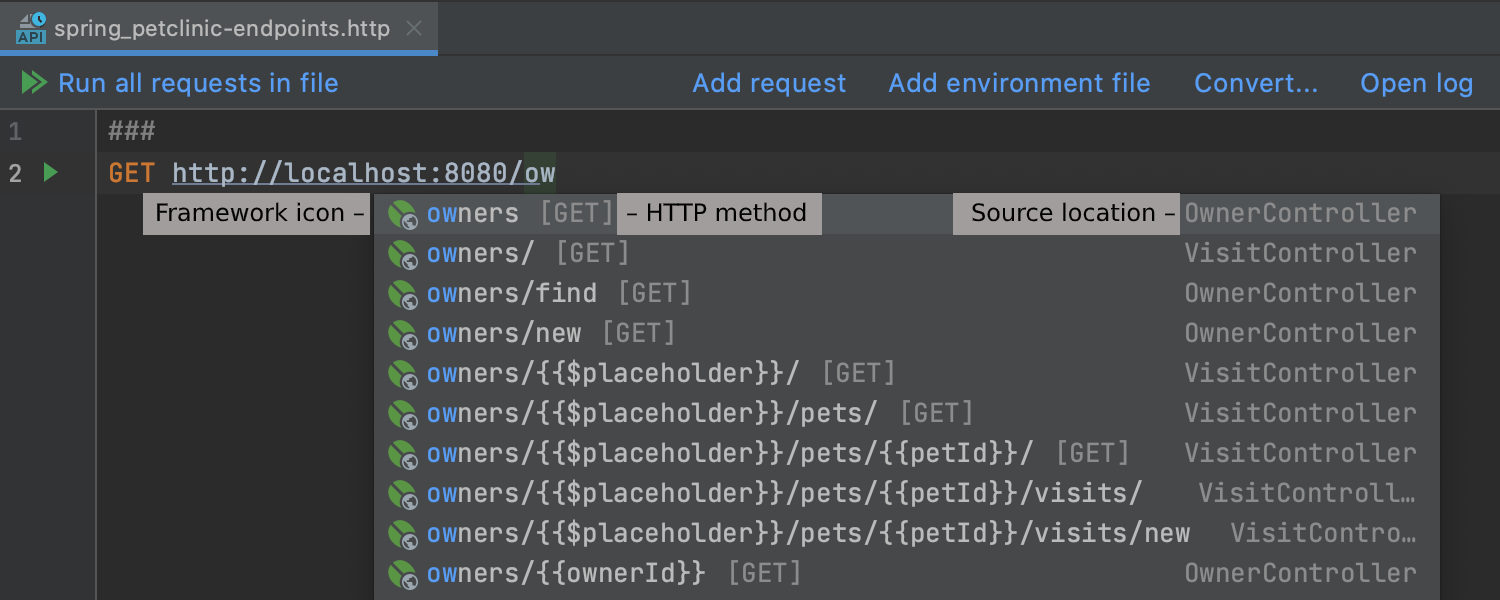 API spring_petclinic-endpoints.http
Run all requests in file Add request Add environment file Convert... Open log
1 ###
2 GET http://localhost:8080/ow
Framework icon – owners [GET] – HTTP method Source location – OwnerController
owners/ [GET] VisitController
owners/find [GET] OwnerController
owners/new [GET] OwnerController
owners/{{$placeholder}}/ [GET] VisitController
owners/{{$placeholder}}/pets/ [GET] VisitController
owners/{{$placeholder}}/pets/{{petId}}/ [GET] VisitController
owners/{{$placeholder}}/pets/{{petId}}/visits/ VisitControll…
owners/{{$placeholder}}/pets/{{petId}}/visits/new VisitContro…
owners/{{ownerId}} [GET] OwnerController